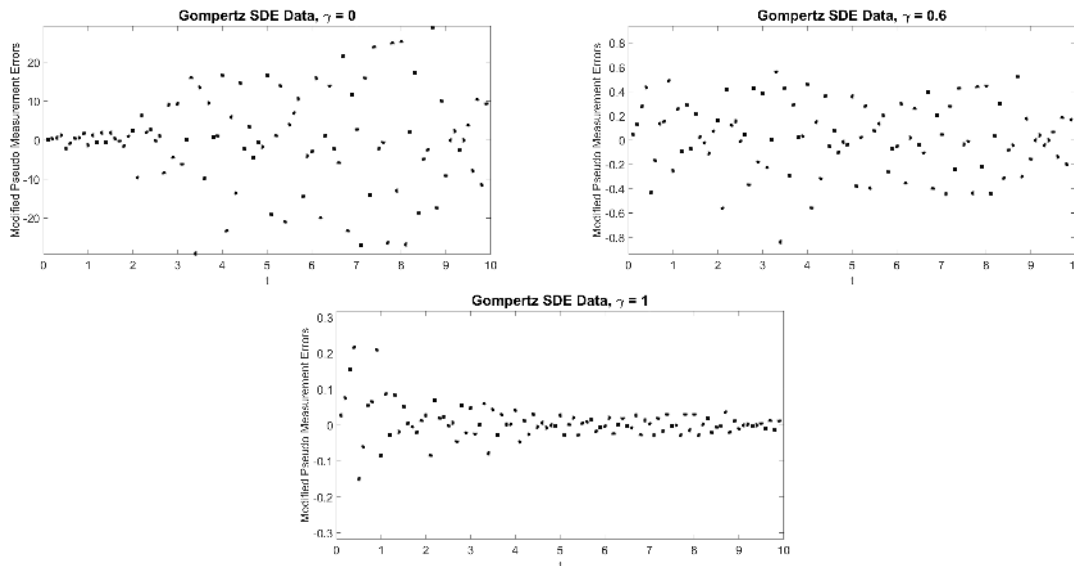 Gompertz SDE Data, γ = 0
Modified Pseudo Measurement Errors
20
10
0
-10
-20
0 1 2 3 4 5 6 7 8 9 10
Gompertz SDE Data, γ = 0.6
Modified Pseudo Measurement Errors
0.8
0.6
0.4
0.2
0
-0.2
-0.4
-0.6
-0.8
0 1 2 3 4 5 6 7 8 9 10
Gompertz SDE Data, γ = 1
Modified Pseudo Measurement Errors
0.3
0.2
0.1
0
-0.1
-0.2
-0.3
0 1 2 3 4 5 6 7 8 9 10